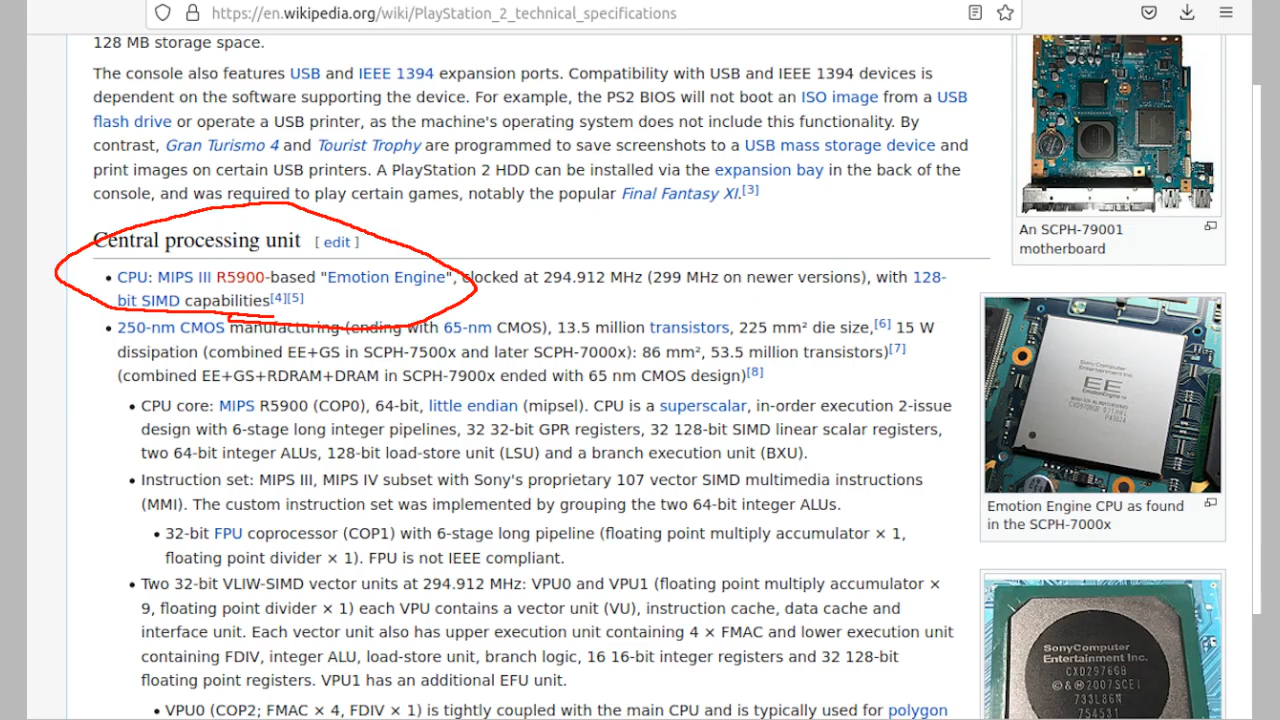 https://en.wikipedia.org/wiki/PlayStation_2_technical_specifications
128 MB storage space.
The console also features USB and IEEE 1394 expansion ports. Compatibility with USB and IEEE 1394 devices is
dependent on the software supporting the device. For example, the PS2 BIOS will not boot an ISO image from a USB
flash drive or operate a USB printer, as the machine's operating system does not include this functionality. By
contrast, Gran Turismo 4 and Tourist Trophy are programmed to save screenshots to a USB mass storage device and
print images on certain USB printers. A PlayStation 2 HDD can be installed via the expansion bay in the back of the
console, and was required to play certain games, notably the popular Final Fantasy XI.[3]
Central processing unit [ edit ]
• CPU: MIPS III R5900-based "Emotion Engine", clocked at 294.912 MHz (299 MHz on newer versions), with 128-
bit SIMD capabilities[4][5]
• 250-nm CMOS manufacturing (ending with 65-nm CMOS), 13.5 million transistors, 225 mm² die size,[6] 15 W
dissipation (combined EE+GS in SCPH-7500x and later SCPH-7000x): 86 mm², 53.5 million transistors)[7]
(combined EE+GS+RDRAM+DRAM in SCPH-7900x ended with 65 nm CMOS design)[8]
• CPU core: MIPS R5900 (COP0), 64-bit, little endian (mipsel). CPU is a superscalar, in-order execution 2-issue
design with 6-stage long integer pipelines, 32 32-bit GPR registers, 32 128-bit SIMD linear scalar registers,
two 64-bit integer ALUs, 128-bit load-store unit (LSU) and a branch execution unit (BXU).
• Instruction set: MIPS III, MIPS IV subset with Sony's proprietary 107 vector SIMD multimedia instructions
(MMI). The custom instruction set was implemented by grouping the two 64-bit integer ALUs.
• 32-bit FPU coprocessor (COP1) with 6-stage long pipeline (floating point multiply accumulator × 1,
floating point divider × 1). FPU is not IEEE compliant.
• Two 32-bit VLIW-SIMD vector units at 294.912 MHz: VPU0 and VPU1 (floating point multiply accumulator ×
9, floating point divider × 1) each VPU contains a vector unit (VU), instruction cache, data cache and
interface unit. Each vector unit also has upper execution unit containing 4 × FMAC and lower execution unit
containing FDIV, integer ALU, load-store unit, branch logic, 16 16-bit integer registers and 32 128-bit
floating point registers. VPU1 has an additional EFU unit.
• VPU0 (COP2; FMAC × 4, FDIV × 1) is tightly coupled with the main CPU and is typically used for polygon
An SCPH-79001
motherboard
SonyComputer
Entertainment Inc.
EE
Emotion Engine CPU as found
in the SCPH-7000x
SonyComputer
Entertainment Inc.
CXD2976GB
©&Ⓜ2007SCEI
733L86N
754531